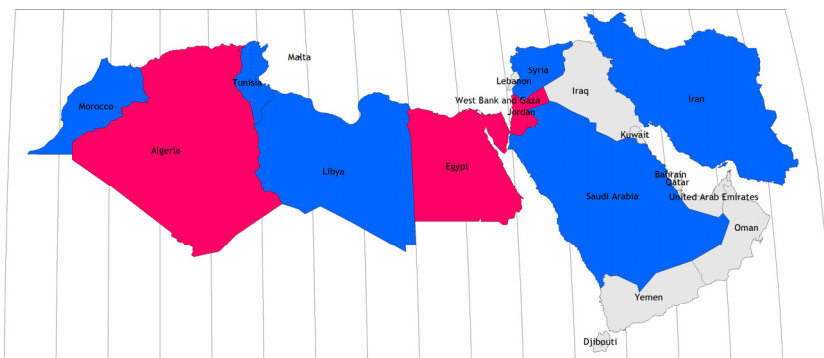 Malta
Syria
Tunisia
Lebanon
Iraq
Iran
Morocco
West Bank and Gaza
Jordan
Kuwait
Algeria
Egypt
Libya
Bahrain
Qatar
Saudi Arabia
United Arab Emirates
Oman
Yemen
Djibouti